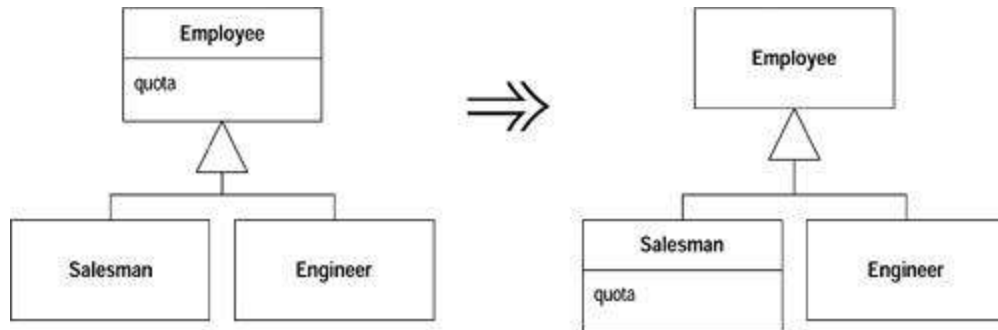 Employee
quota
Salesman
Engineer
Employee
Salesman
quota
Engineer